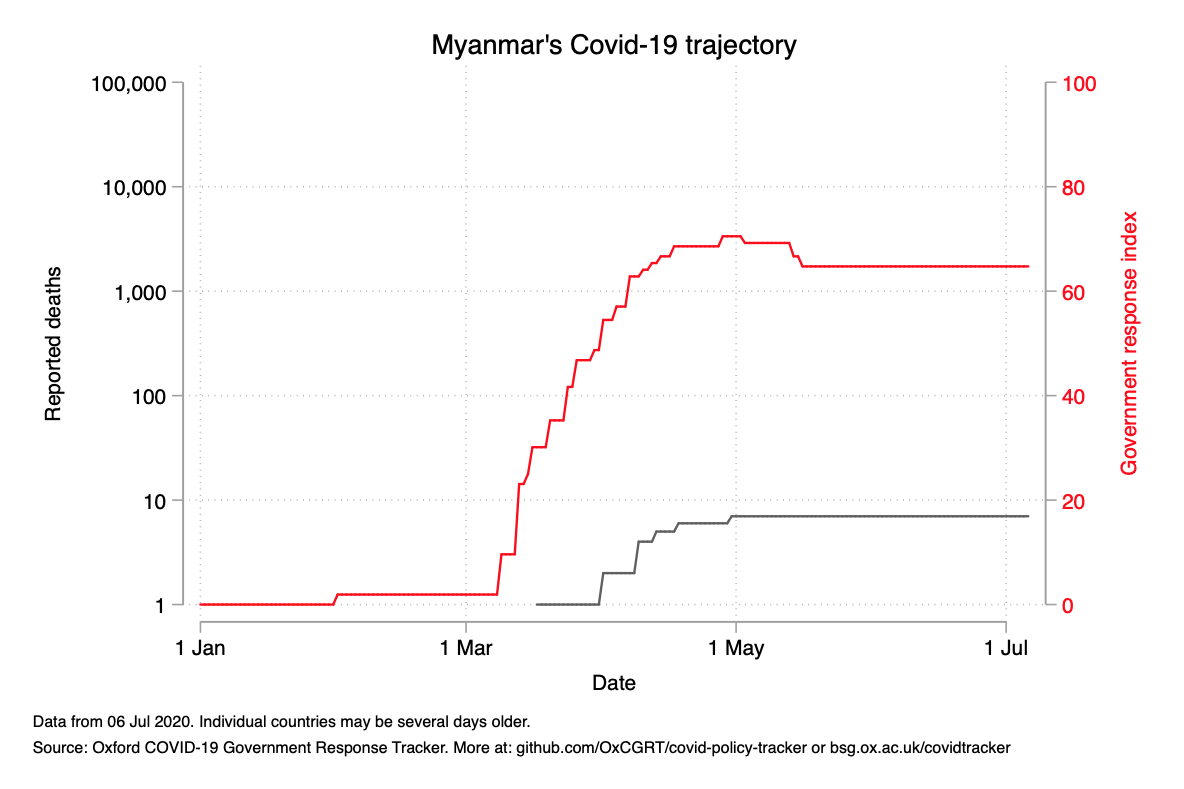 Myanmar's Covid-19 trajectory
100,000
10,000
1,000
100
10
1
Reported deaths
100
80
60
40
20
0
Government response index
1 Jan
1 Mar
1 May
1 Jul
Date
Data from 06 Jul 2020. Individual countries may be several days older.
Source: Oxford COVID-19 Government Response Tracker. More at: github.com/OxCGRT/covid-policy-tracker or bsg.ox.ac.uk/covidtracker